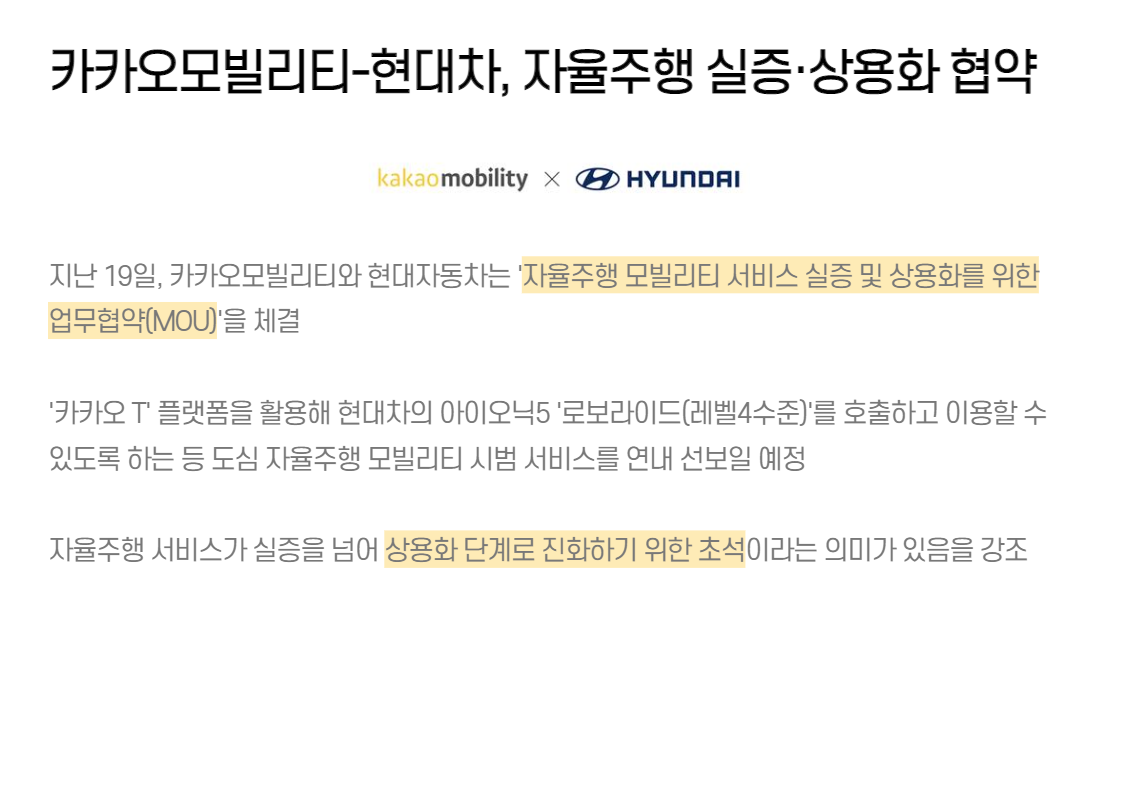 카카오모빌리티-현대차, 자율주행 실증·상용화 협약
kakaomobility × HYUNDAI
지난 19일, 카카오모빌리티와 현대자동차는 '자율주행 모빌리티 서비스 실증 및 상용화를 위한
업무협약(MOU)'을 체결
'카카오 T' 플랫폼을 활용해 현대차의 아이오닉5 '로보라이드(레벨4수준)'를 호출하고 이용할 수
있도록 하는 등 도심 자율주행 모빌리티 시범 서비스를 연내 선보일 예정
자율주행 서비스가 실증을 넘어 상용화 단계로 진화하기 위한 초석이라는 의미가 있음을 강조